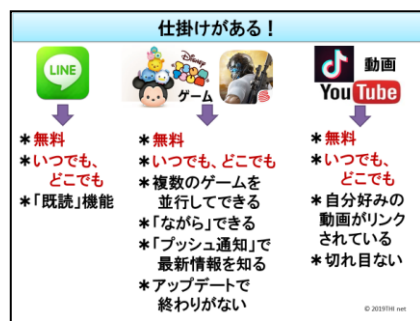 仕掛けがある！
LINE
Disney
ゲーム
動画
YouTube
＊無料
＊いつでも、
どこでも
＊「既読」機能
＊無料
＊いつでも、どこでも
＊複数のゲームを
並行してできる
＊「ながら」できる
＊「プッシュ通知」で
最新情報を知る
＊アップデートで
終わりがない
＊無料
＊いつでも、
どこでも
＊自分好みの
動画がリンク
されている
＊切れ目ない
© 2019THI net